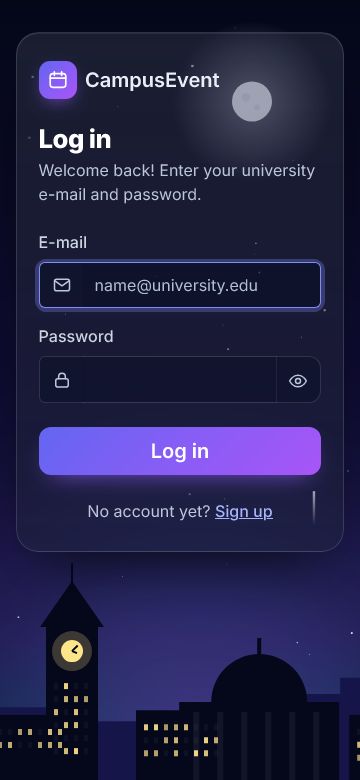 CampusEvent
Log in
Welcome back! Enter your university
e-mail and password.
E-mail
name@university.edu
Password
Log in
No account yet? Sign up